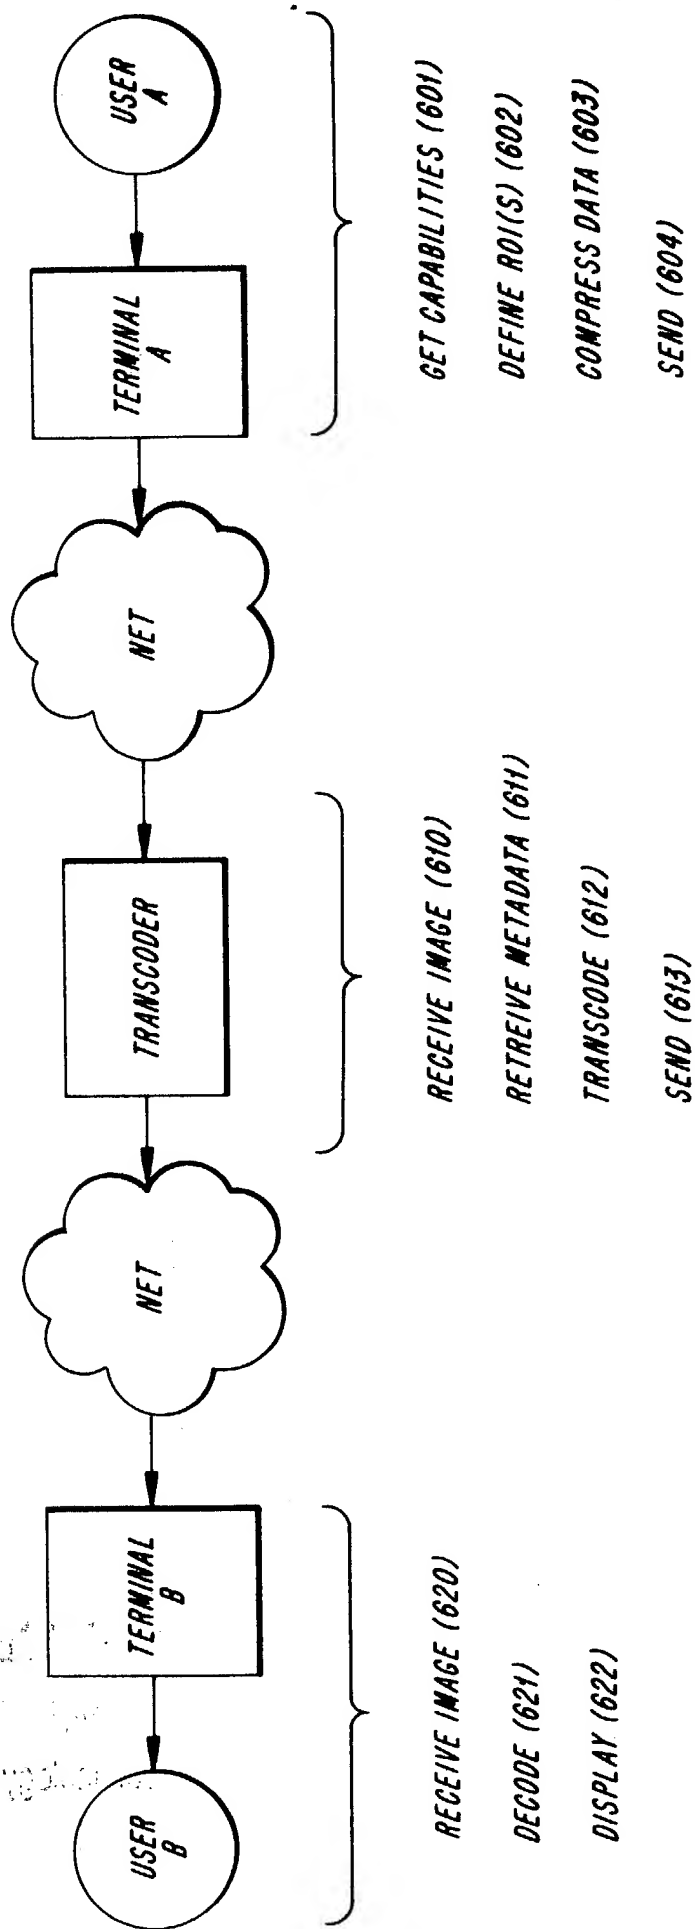 USER
B
TERMINAL
B
NET
TRANSCODER
NET
TERMINAL
A
USER
A
RECEIVE IMAGE (620)
DECODE (621)
DISPLAY (622)
RECEIVE IMAGE (610)
RETREIVE METADATA (611)
TRANSCODE (612)
SEND (613)
GET CAPABILITIES (601)
DEFINE ROI(S) (602)
COMPRESS DATA (603)
SEND (604)